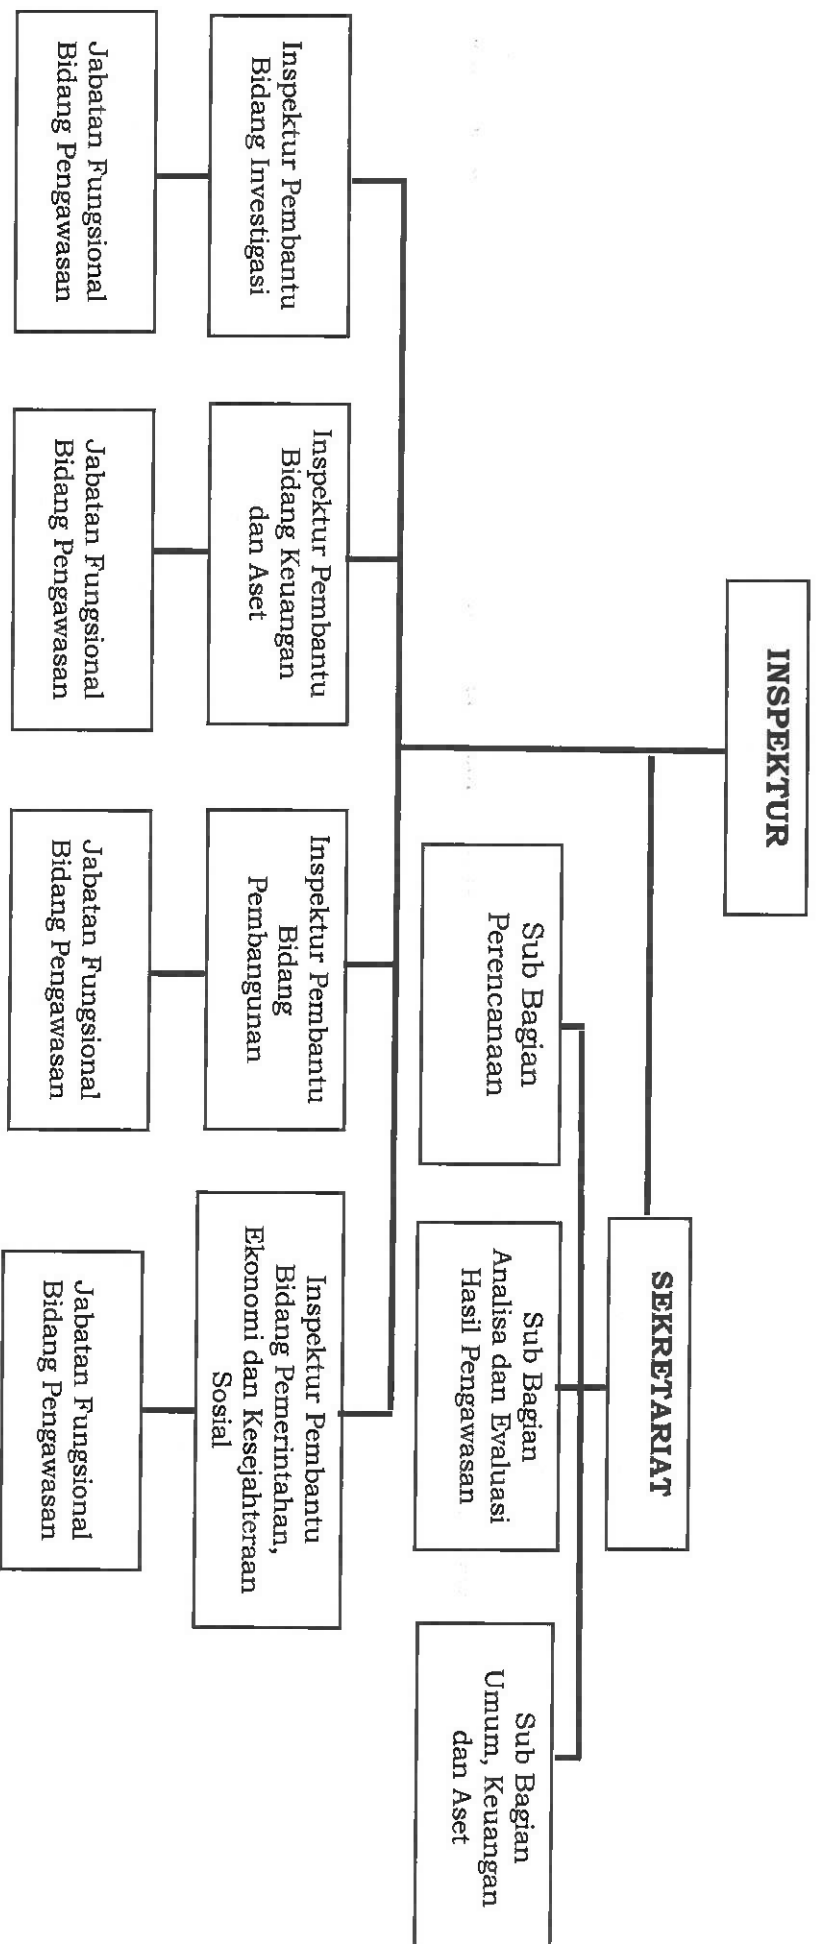 INSPEKTUR
SEKRETARIAT
Sub Bagian
Perencanaan
Sub Bagian
Analisa dan Evaluasi
Hasil Pengawasan
Sub Bagian
Umum, Keuangan
dan Aset
Inspektur Pembantu
Bidang Investigasi
Inspektur Pembantu
Bidang Keuangan
dan Aset
Inspektur Pembantu
Bidang
Pembangunan
Inspektur Pembantu
Bidang Pemerintahan,
Ekonomi dan Kesejahteraan
Sosial
Jabatan Fungsional
Bidang Pengawasan
Jabatan Fungsional
Bidang Pengawasan
Jabatan Fungsional
Bidang Pengawasan
Jabatan Fungsional
Bidang Pengawasan